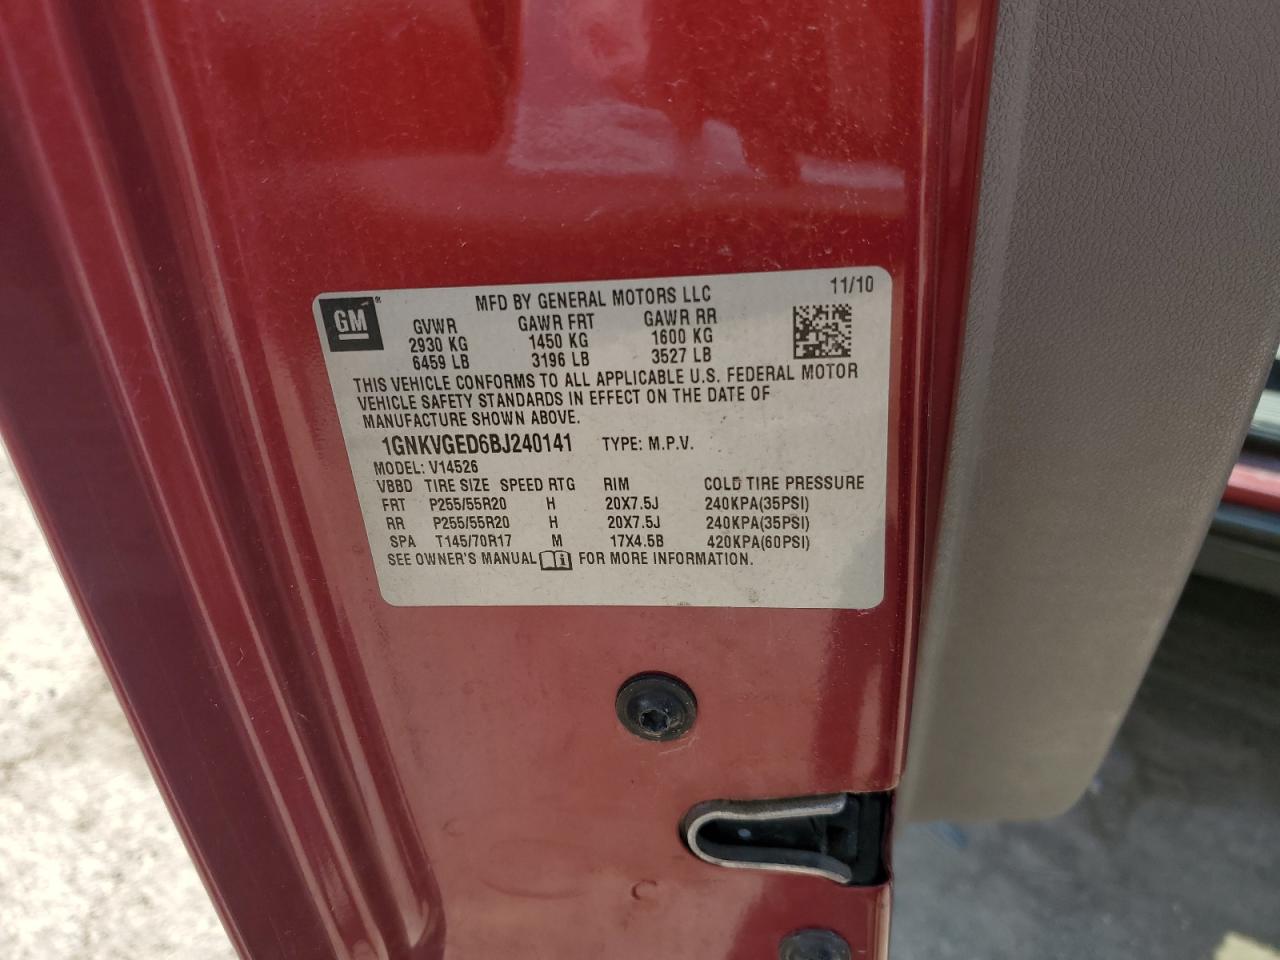 GM®
MFD BY GENERAL MOTORS LLC 11/10
GVWR GAWR FRT GAWR RR
2930 KG 1450 KG 1600 KG
6459 LB 3196 LB 3527 LB
THIS VEHICLE CONFORMS TO ALL APPLICABLE U.S. FEDERAL MOTOR
VEHICLE SAFETY STANDARDS IN EFFECT ON THE DATE OF
MANUFACTURE SHOWN ABOVE.
1GNKVGED6BJ240141 TYPE: M.P.V.
MODEL: V14526
VBBD TIRE SIZE SPEED RTG RIM COLD TIRE PRESSURE
FRT P255/55R20 H 20X7.5J 240KPA(35PSI)
RR P255/55R20 H 20X7.5J 240KPA(35PSI)
SPA T145/70R17 M 17X4.5B 420KPA(60PSI)
SEE OWNER'S MANUAL FOR MORE INFORMATION.